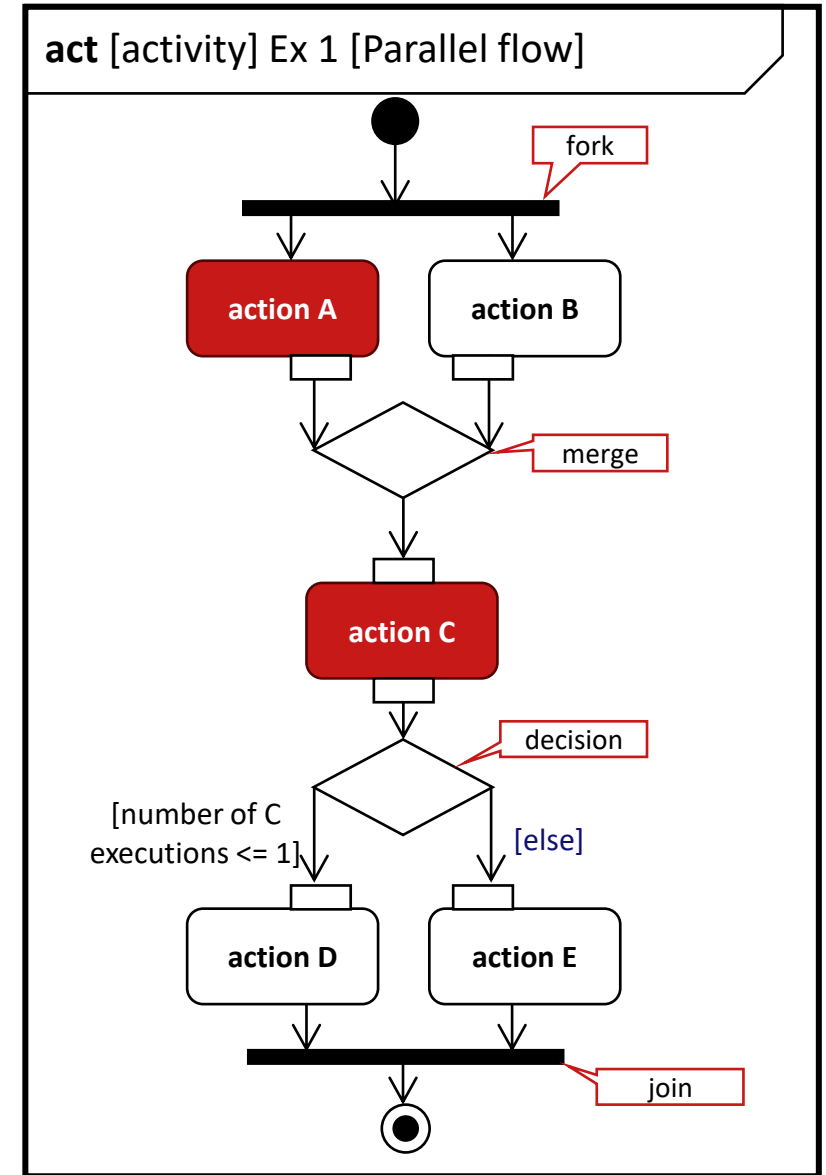 act [activity] Ex 1 [Parallel flow]
fork
action A
action B
merge
action C
decision
[number of C
executions <= 1]
[else]
action D
action E
join